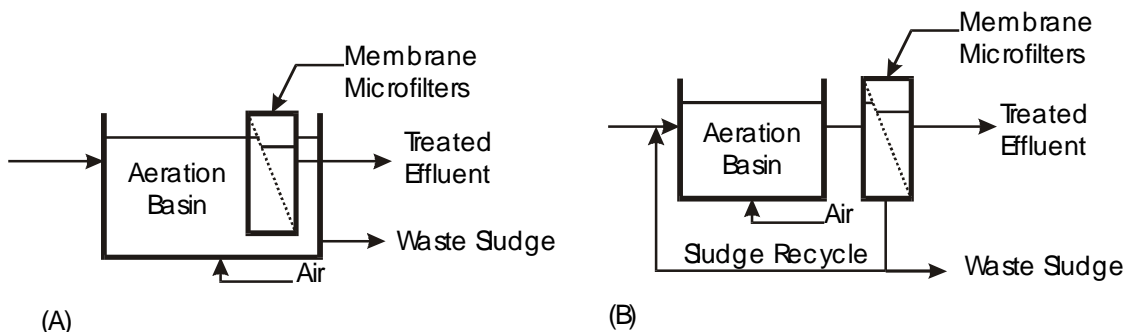 Membrane
Microfilters
Treated
Effluent
Aeration
Basin
Waste Sludge
Air
(A)
Membrane
Microfilters
Treated
Effluent
Aeration
Basin
Air
Sludge Recycle
Waste Sludge
(B)